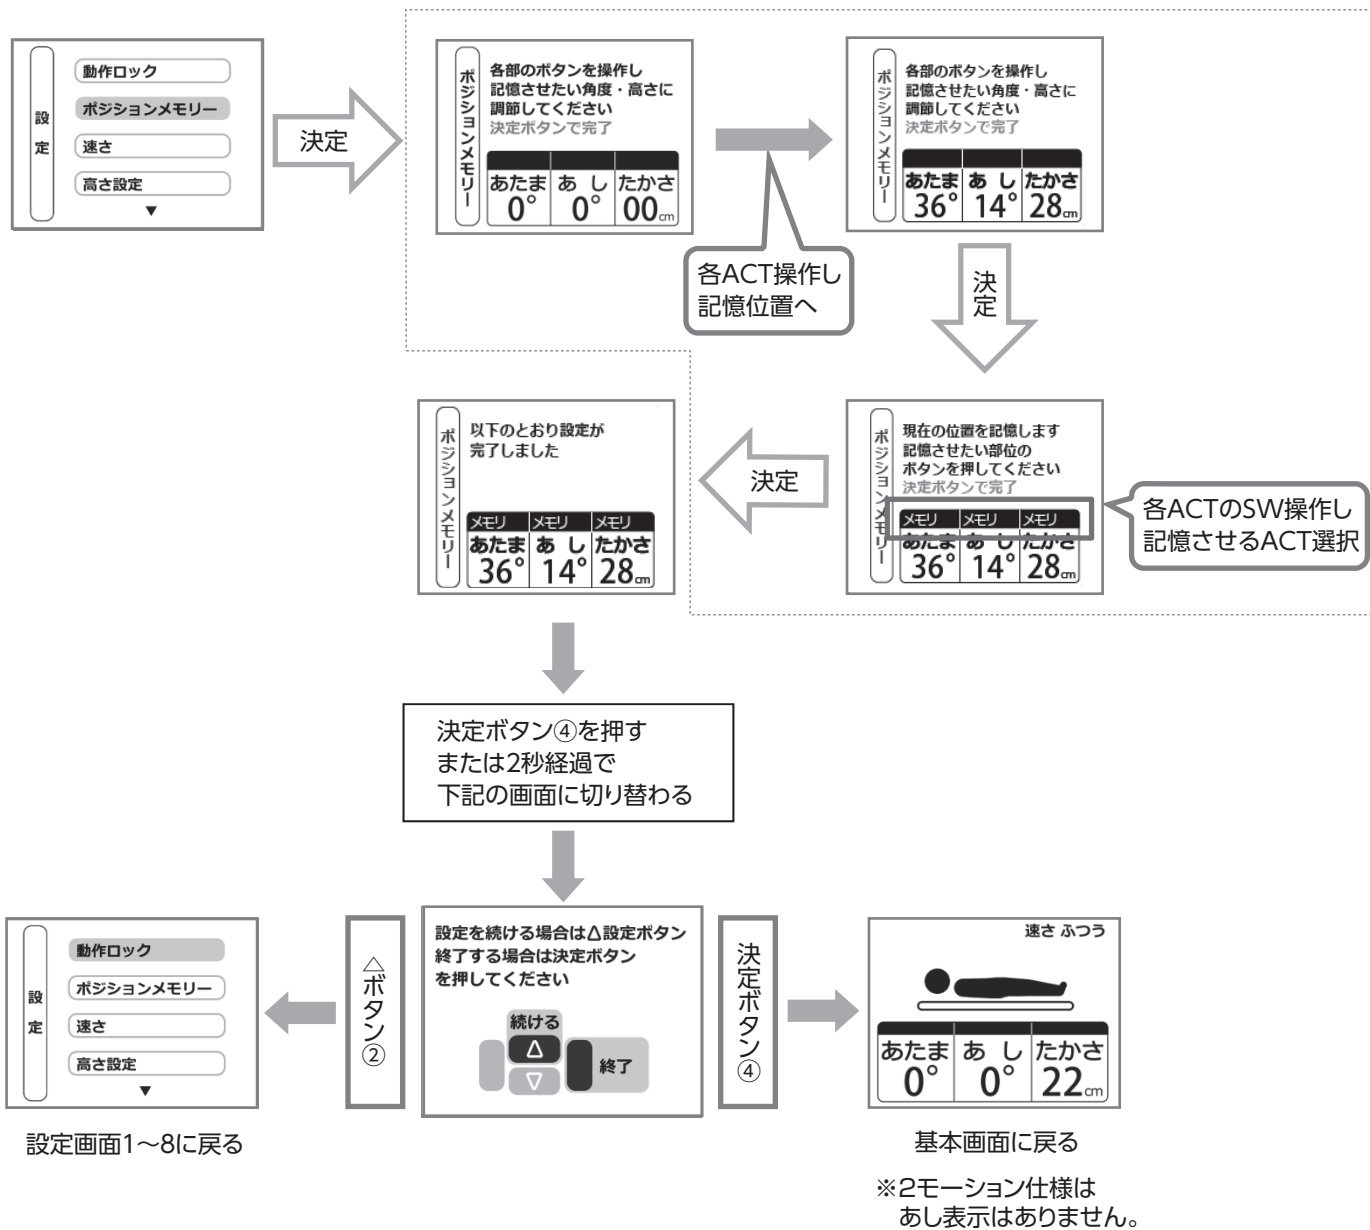 設定
動作ロック
ポジションメモリー
速さ
高さ設定
▼
決定
ポジションメモリー
各部のボタンを操作し
記憶させたい角度・高さに
調節してください
決定ボタンで完了
あたま あし たかさ
0° 0° 00cm
各ACT操作し
記憶位置へ
ポジションメモリー
各部のボタンを操作し
記憶させたい角度・高さに
調節してください
決定ボタンで完了
あたま あし たかさ
36° 14° 28cm
決定
ポジションメモリー
現在の位置を記憶します
記憶させたい部位の
ボタンを押してください
決定ボタンで完了
メモリ メモリ メモリ
あたま あし たかさ
36° 14° 28cm
各ACTのSW操作し
記憶させるACT選択
決定
ポジションメモリー
以下のとおり設定が
完了しました
メモリ メモリ メモリ
あたま あし たかさ
36° 14° 28cm
決定ボタン④を押す
または2秒経過で
下記の画面に切り替わる
設定を続ける場合は△設定ボタン
終了する場合は決定ボタン
を押してください
続ける
△
▽
終了
△ボタン②
設定
動作ロック
ポジションメモリー
速さ
高さ設定
▼
設定画面1～8に戻る
決定ボタン④
速さ ふつう
あたま あし たかさ
0° 0° 22cm
基本画面に戻る
※2モーション仕様は
あし表示はありません。